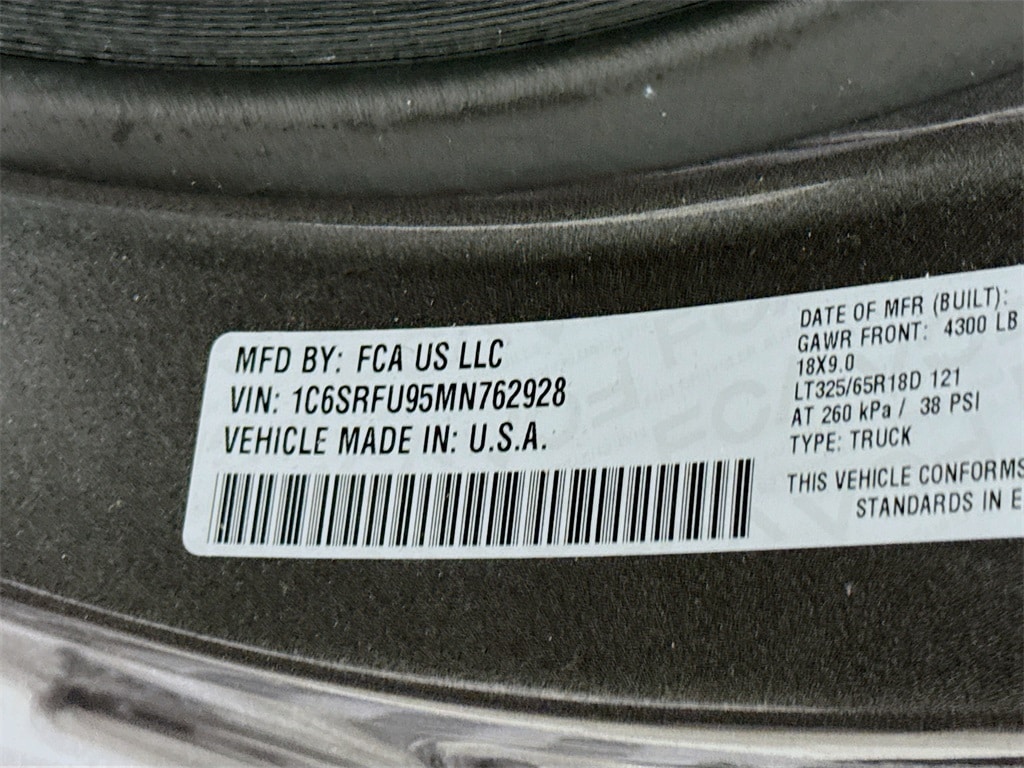 MFD BY: FCA US LLC
VIN: 1C6SRFU95MN762928
VEHICLE MADE IN: U.S.A.
DATE OF MFR (BUILT):
GAWR FRONT: 4300 LB
18X9.0
LT325/65R18D 121
AT 260 kPa / 38 PSI
TYPE: TRUCK
THIS VEHICLE CONFORMS
STANDARDS IN E